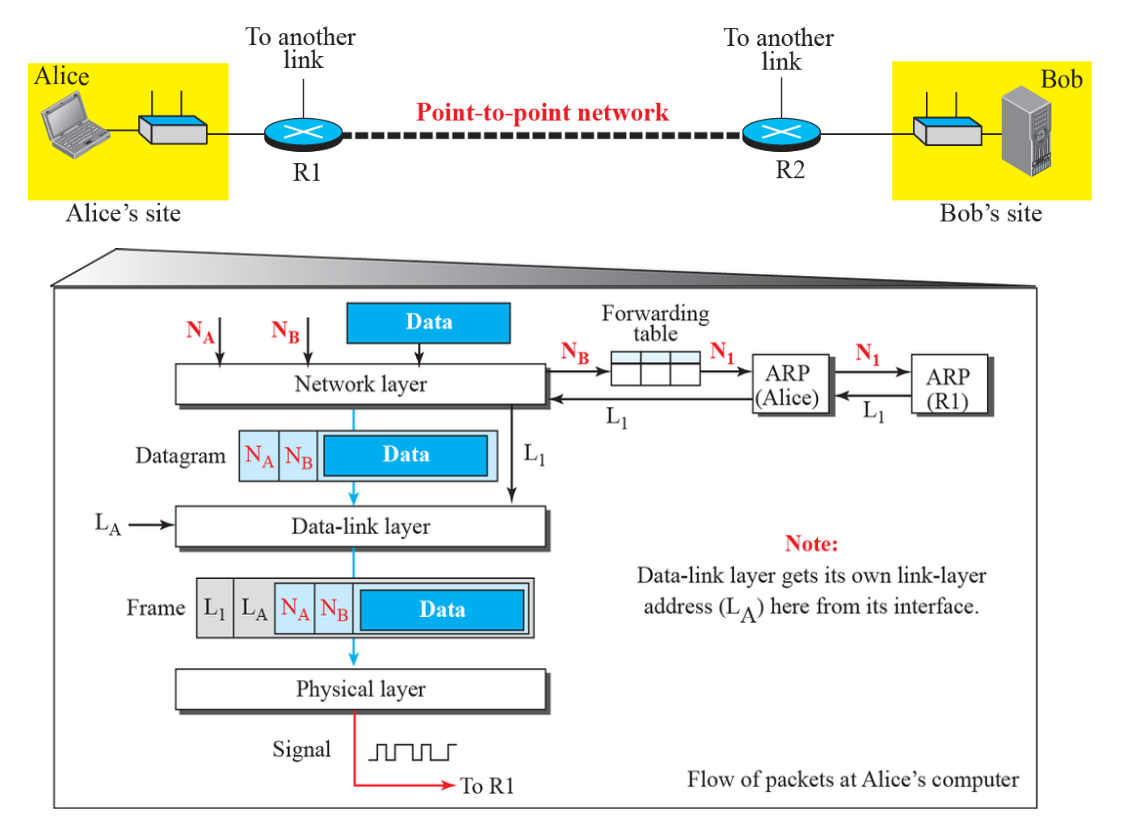 To another
link
To another
link
Alice
Bob
Point-to-point network
R1
R2
Alice’s site
Bob’s site
N_A
N_B
Data
Forwarding
table
Network layer
N_B
N_1
ARP
(Alice)
N_1
ARP
(R1)
L_1
L_1
Datagram
N_A
N_B
Data
L_1
L_A
Data-link layer
Note:
Data-link layer gets its own link-layer
address (L_A) here from its interface.
Frame
L_1
L_A
N_A
N_B
Data
Physical layer
Signal
To R1
Flow of packets at Alice’s computer